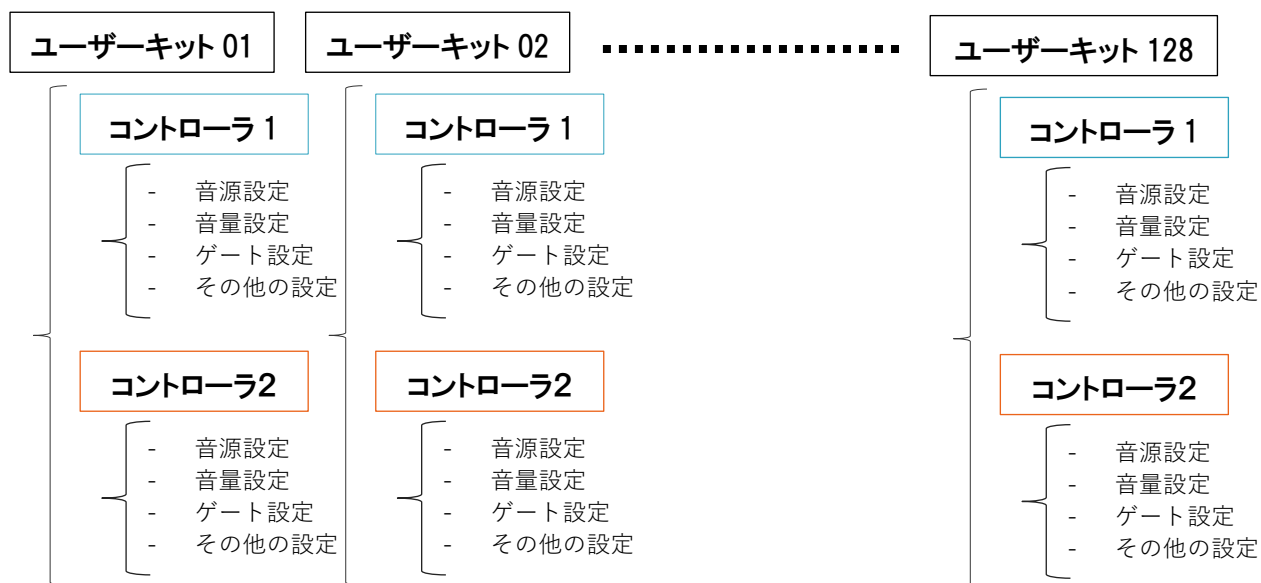 ユーザーキット 01
コントローラ 1
- 音源設定
- 音量設定
- ゲート設定
- その他の設定
コントローラ2
- 音源設定
- 音量設定
- ゲート設定
- その他の設定
ユーザーキット 02
コントローラ 1
- 音源設定
- 音量設定
- ゲート設定
- その他の設定
コントローラ2
- 音源設定
- 音量設定
- ゲート設定
- その他の設定
ユーザーキット 128
コントローラ 1
- 音源設定
- 音量設定
- ゲート設定
- その他の設定
コントローラ2
- 音源設定
- 音量設定
- ゲート設定
- その他の設定